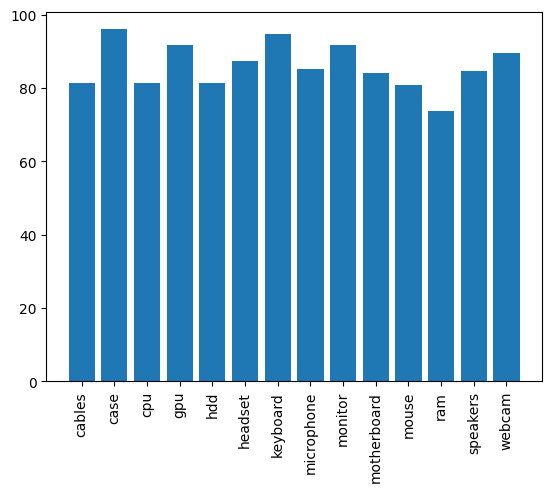 100
80
60
40
20
0
cables
case
cpu
gpu
hdd
headset
keyboard
microphone
monitor
motherboard
mouse
ram
speakers
webcam